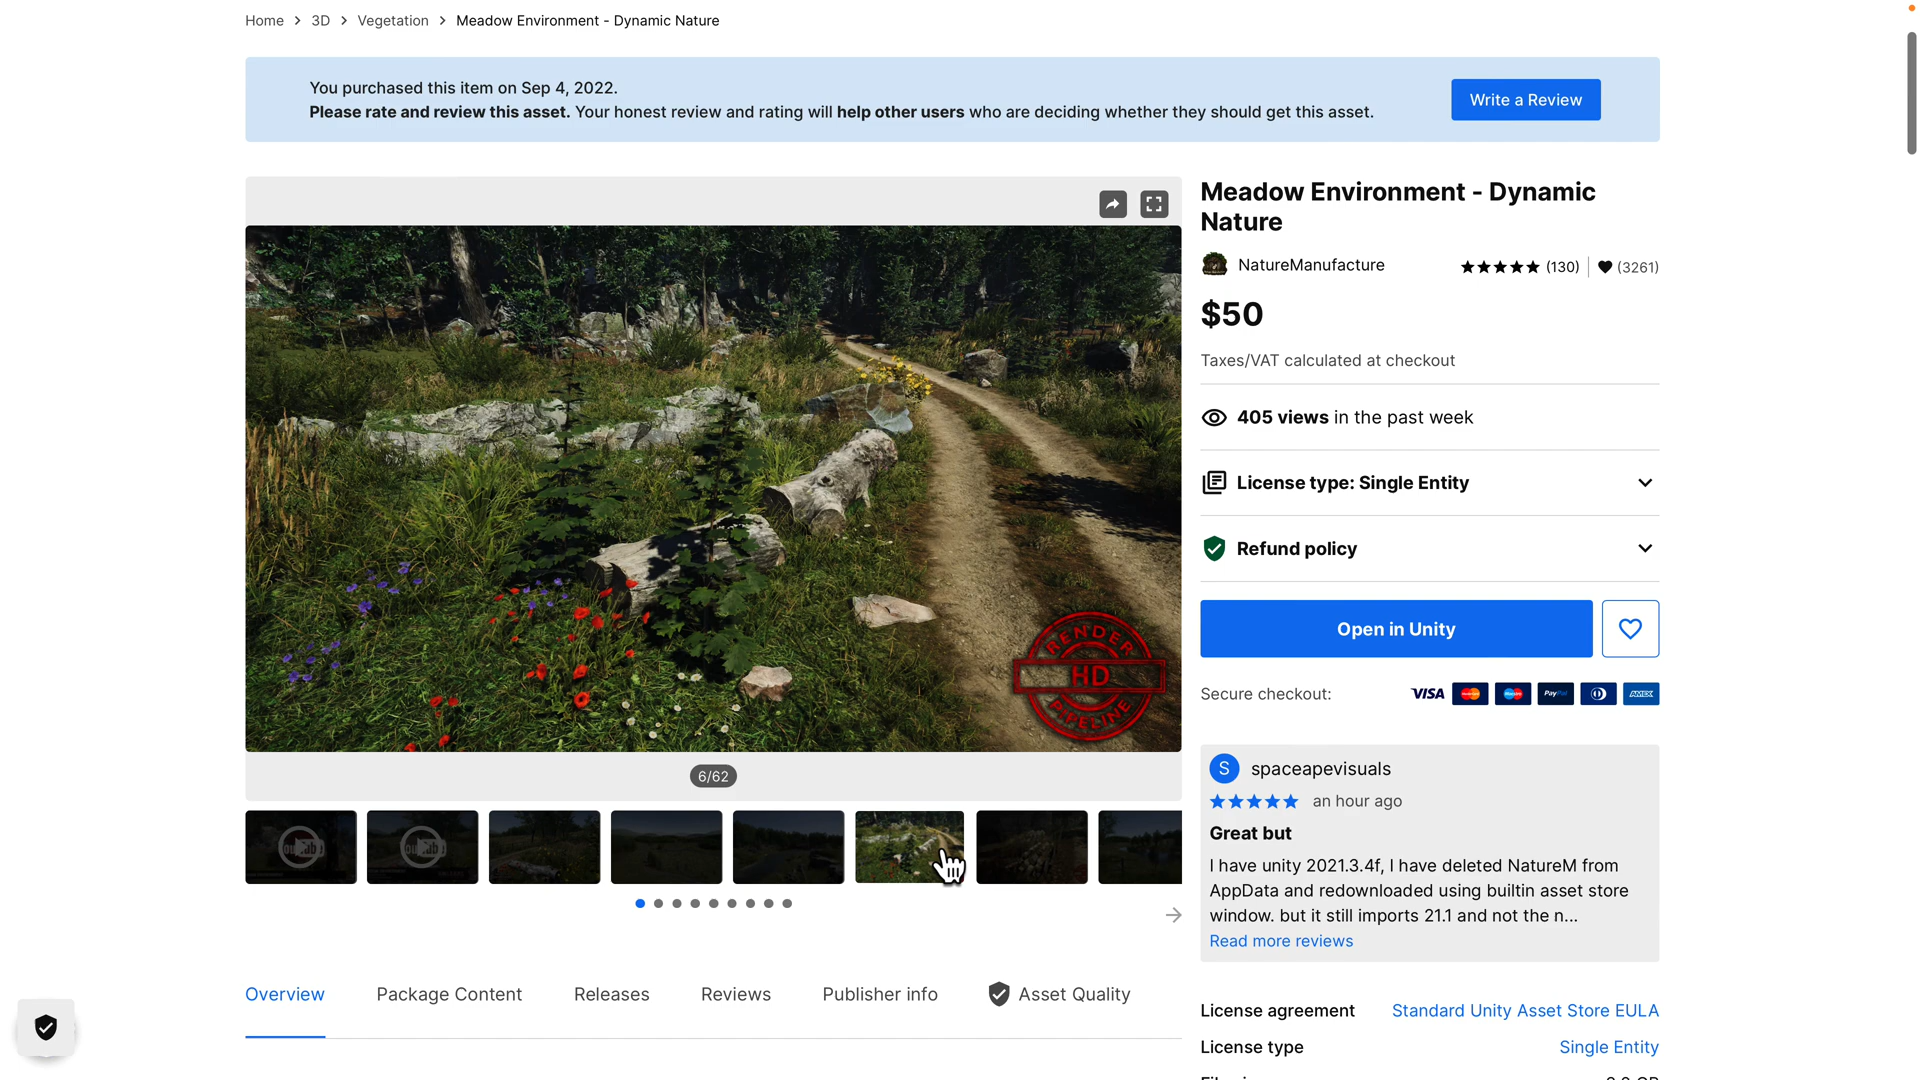 Home > 3D > Vegetation > Meadow Environment - Dynamic Nature
You purchased this item on Sep 4, 2022.
Please rate and review this asset. Your honest review and rating will help other users who are deciding whether they should get this asset.
Write a Review
Meadow Environment - Dynamic
Nature
NatureManufacture
(130)
(3261)
$50
Taxes/VAT calculated at checkout
405 views in the past week
License type: Single Entity
Refund policy
RENDER
HD
PIPELINE
Open in Unity
Secure checkout:
VISA
PayPal
AMEX
6/62
S
spaceapevisuals
an hour ago
Great but
I have unity 2021.3.4f, I have deleted NatureM from
AppData and redownloaded using builtin asset store
window. but it still imports 21.1 and not the n...
Read more reviews
Overview
Package Content
Releases
Reviews
Publisher info
Asset Quality
License agreement
Standard Unity Asset Store EULA
License type
Single Entity